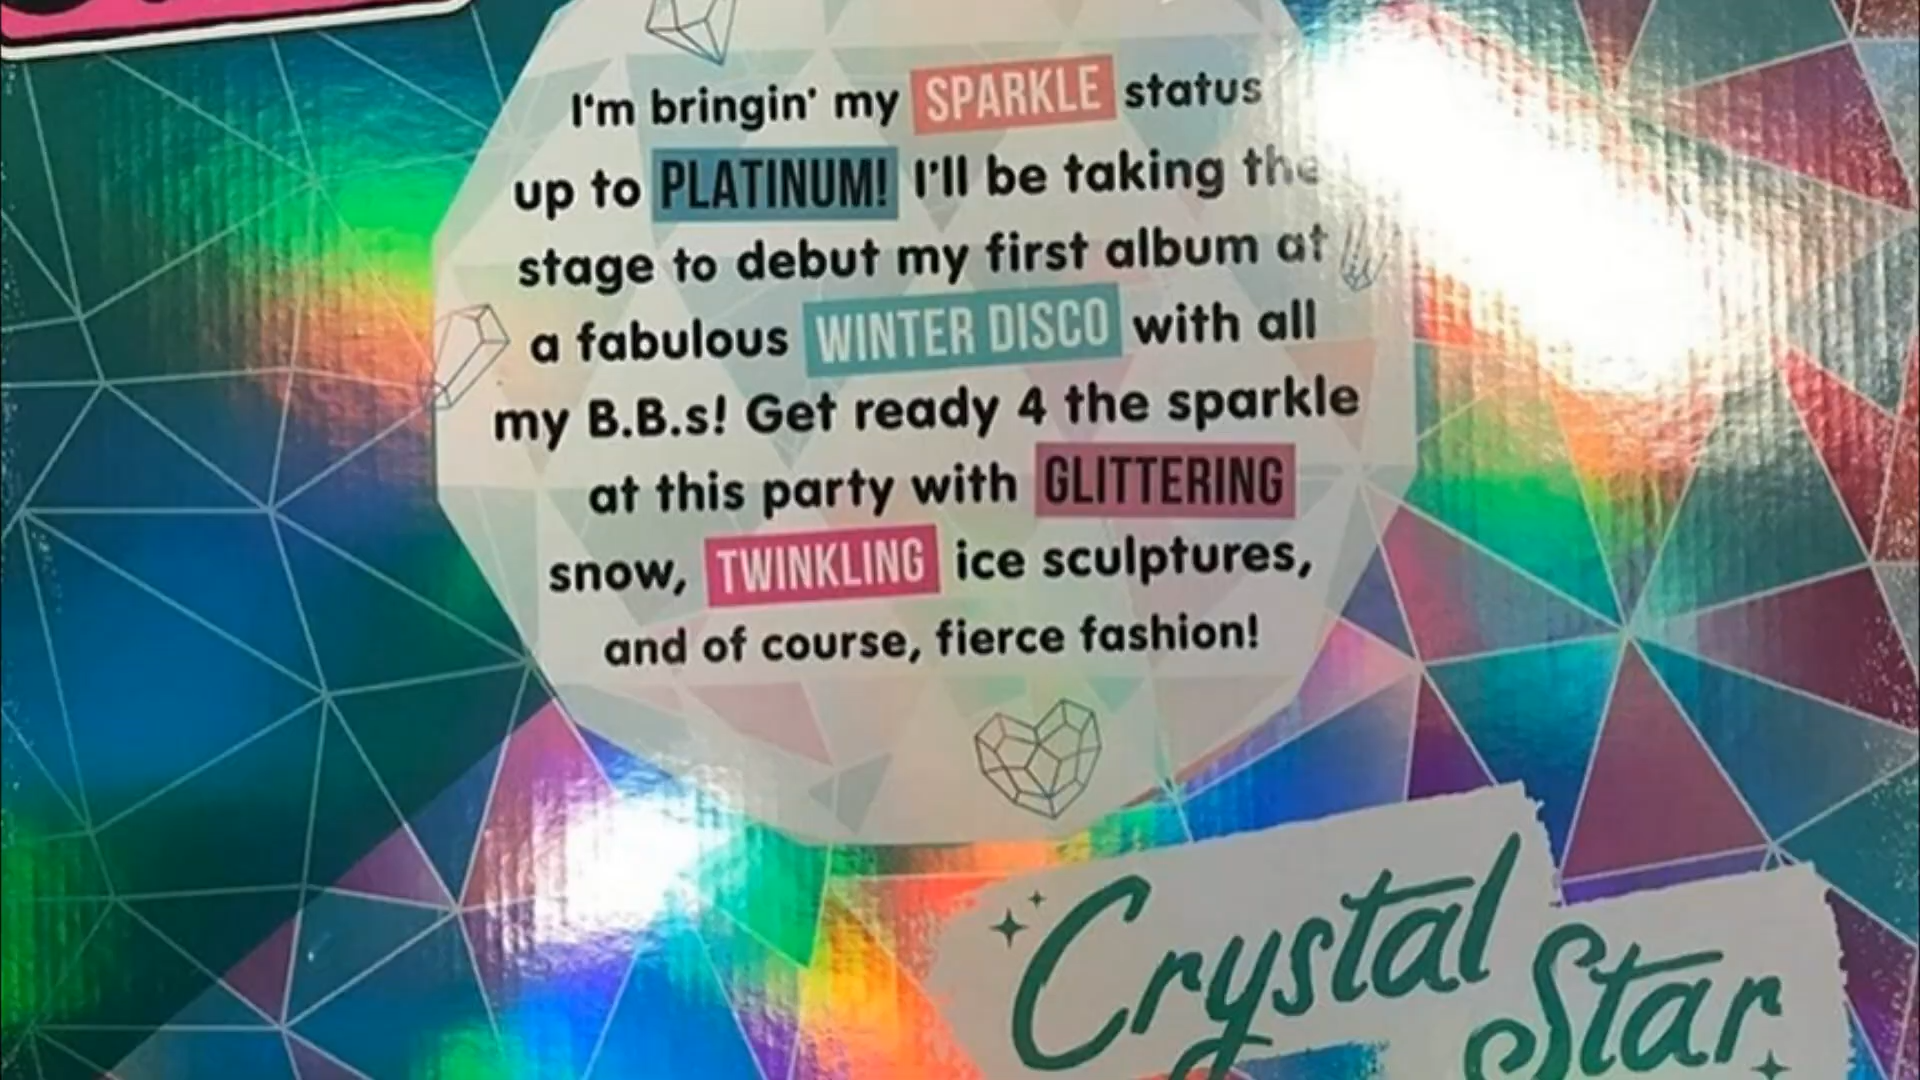 I'm bringin' my SPARKLE status
up to PLATINUM! I'll be taking the
stage to debut my first album at
a fabulous WINTER DISCO with all
my B.B.s! Get ready 4 the sparkle
at this party with GLITTERING
snow, TWINKLING ice sculptures,
and of course, fierce fashion!
Crystal
Star